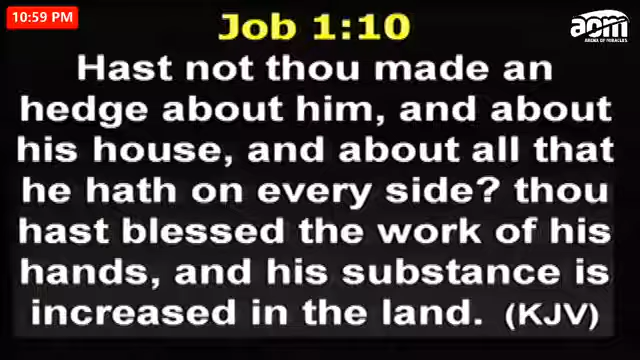 10:59 PM
aom
ARENA OF MIRACLES
Job 1:10
Hast not thou made an
hedge about him, and about
his house, and about all that
he hath on every side? thou
hast blessed the work of his
hands, and his substance is
increased in the land. (KJV)